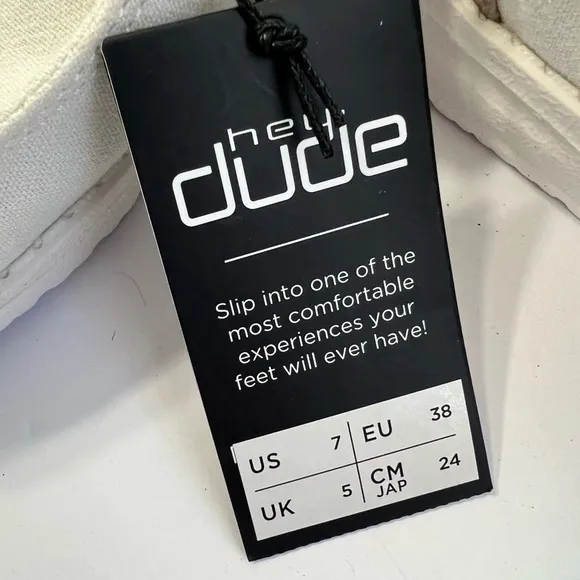 hey
dude
Slip into one of the
most comfortable
experiences your
feet will ever have!
US 7 EU 38
UK 5 CM JAP 24